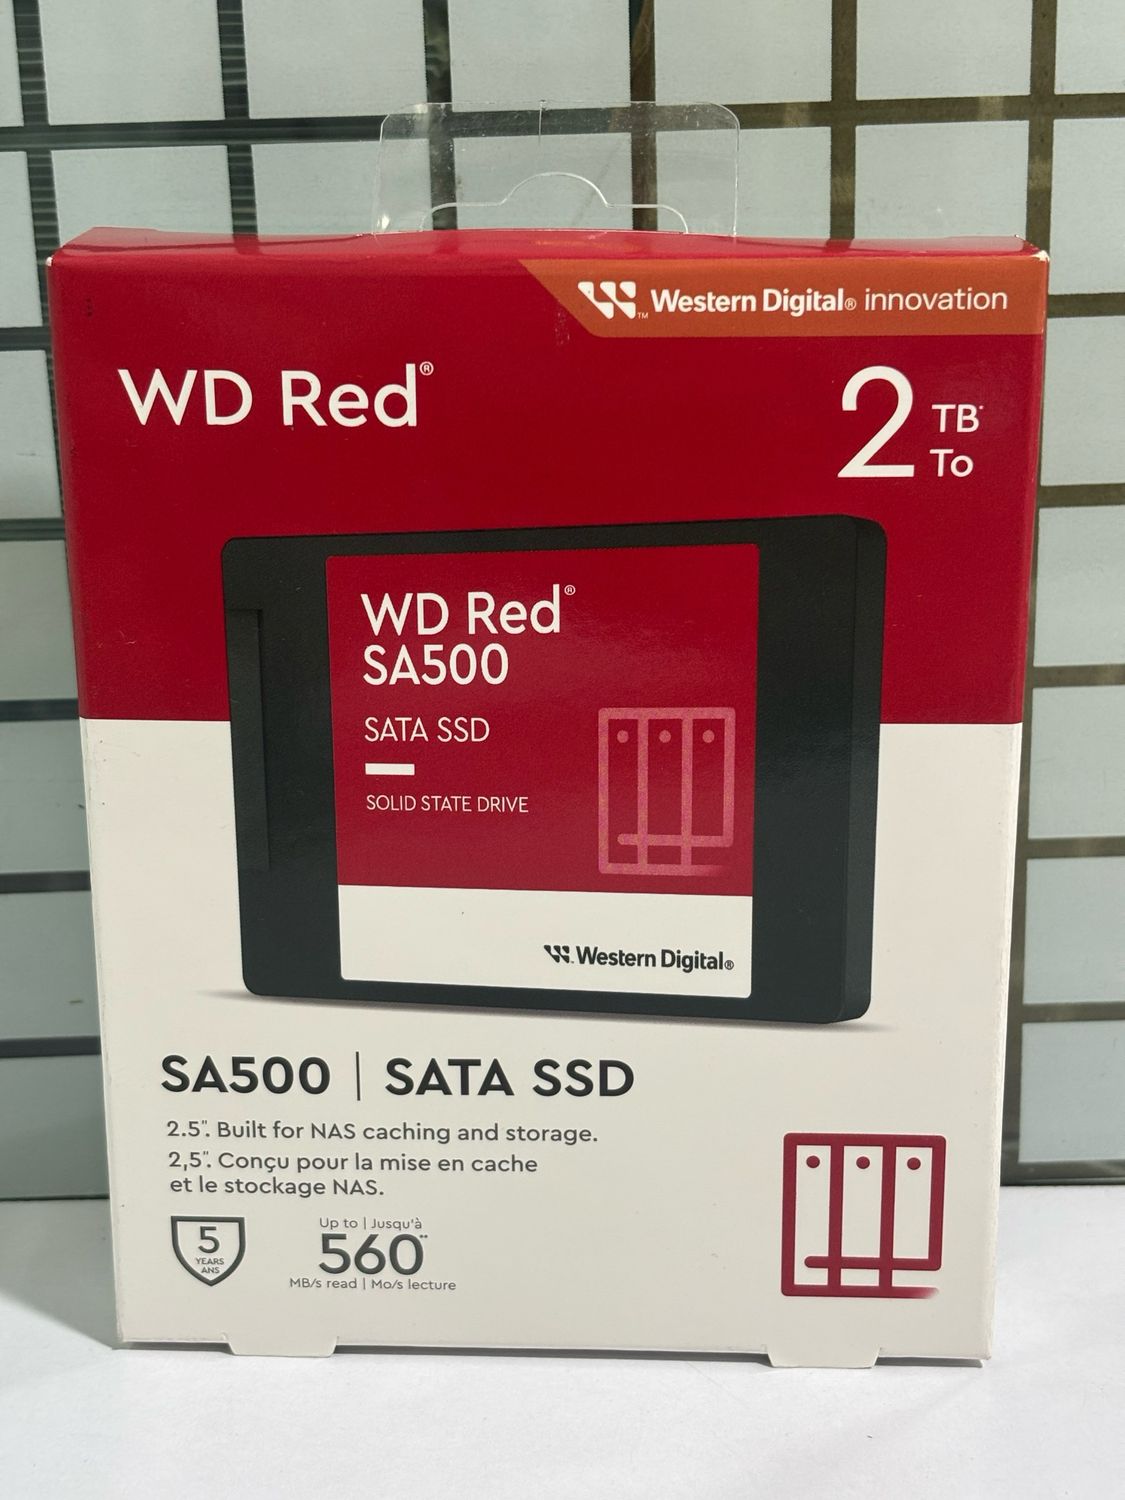 Western Digital® innovation
WD Red®
2 TB*
To
WD Red®
SA500
SATA SSD
SOLID STATE DRIVE
Western Digital®
SA500 | SATA SSD
2.5". Built for NAS caching and storage.
2,5". Conçu pour la mise en cache
et le stockage NAS.
5
YEARS
ANS
Up to | Jusqu'à
560**
MB/s read | Mo/s lecture